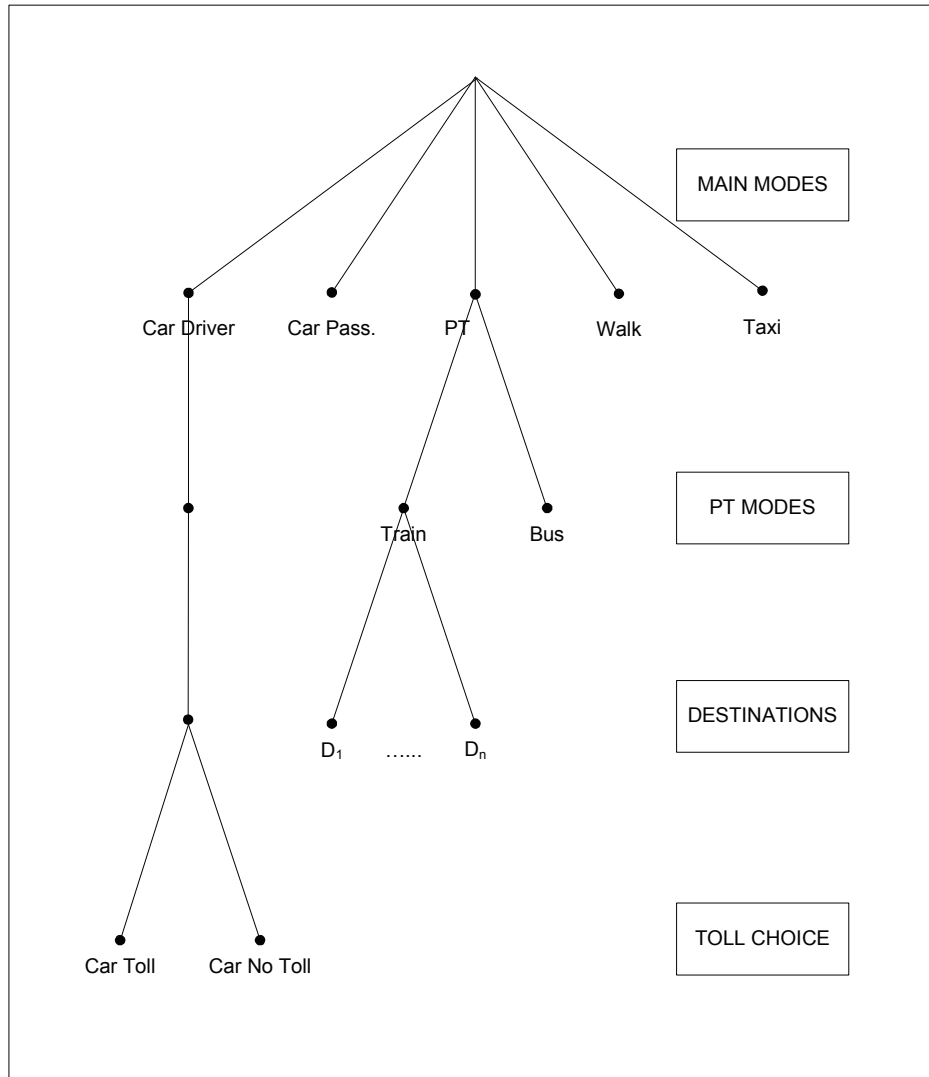 MAIN MODES
Car Driver
Car Pass.
PT
Walk
Taxi
PT MODES
Train
Bus
DESTINATIONS
D₁
......
Dₙ
TOLL CHOICE
Car Toll
Car No Toll